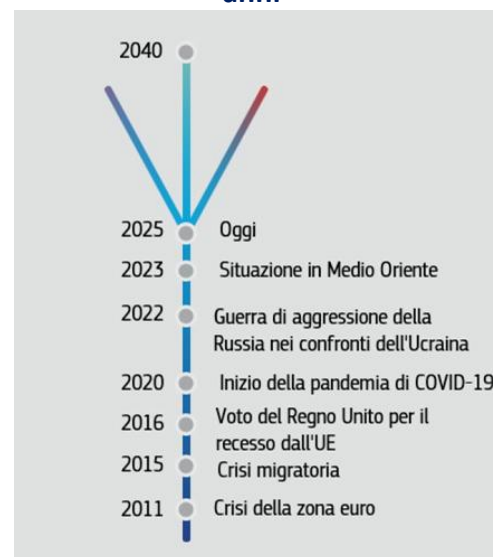 2040
2025 Oggi
2023 Situazione in Medio Oriente
2022 Guerra di aggressione della
Russia nei confronti dell'Ucraina
2020 Inizio della pandemia di COVID-19
2016 Voto del Regno Unito per il
recesso dall'UE
2015 Crisi migratoria
2011 Crisi della zona euro